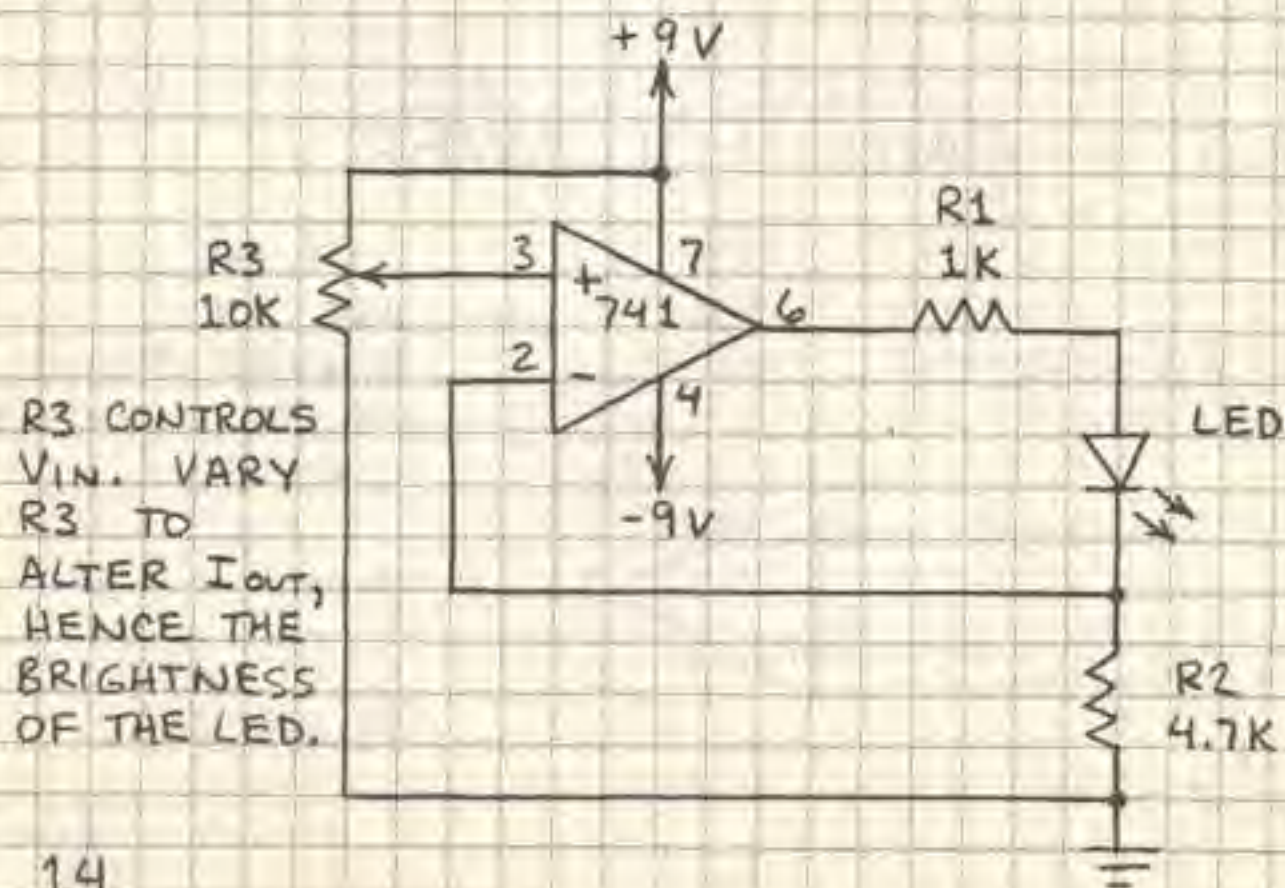 +9V
R1
1K
R3
10K
3
+
7
741
6
2
-
4
-9V
LED
R3 CONTROLS
VIN. VARY
R3 TO
ALTER IOUT,
HENCE THE
BRIGHTNESS
OF THE LED.
R2
4.7K
14